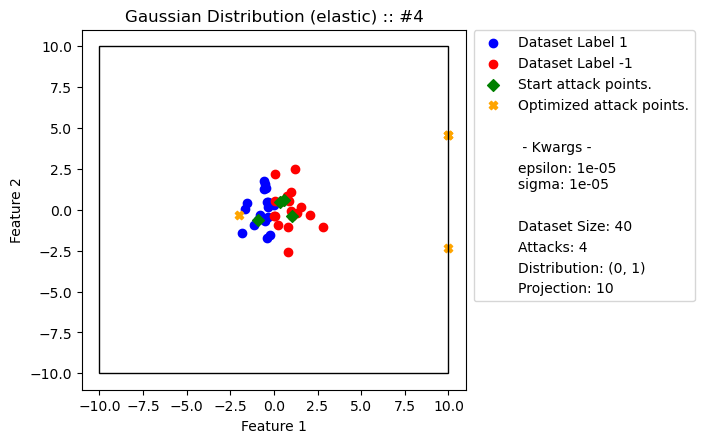 Gaussian Distribution (elastic) :: #4
10.0
7.5
5.0
2.5
0.0
−2.5
−5.0
−7.5
−10.0
Feature 2
−10.0 −7.5 −5.0 −2.5 0.0 2.5 5.0 7.5 10.0
Feature 1
Dataset Label 1
Dataset Label -1
Start attack points.
Optimized attack points.
- Kwargs -
epsilon: 1e-05
sigma: 1e-05
Dataset Size: 40
Attacks: 4
Distribution: (0, 1)
Projection: 10